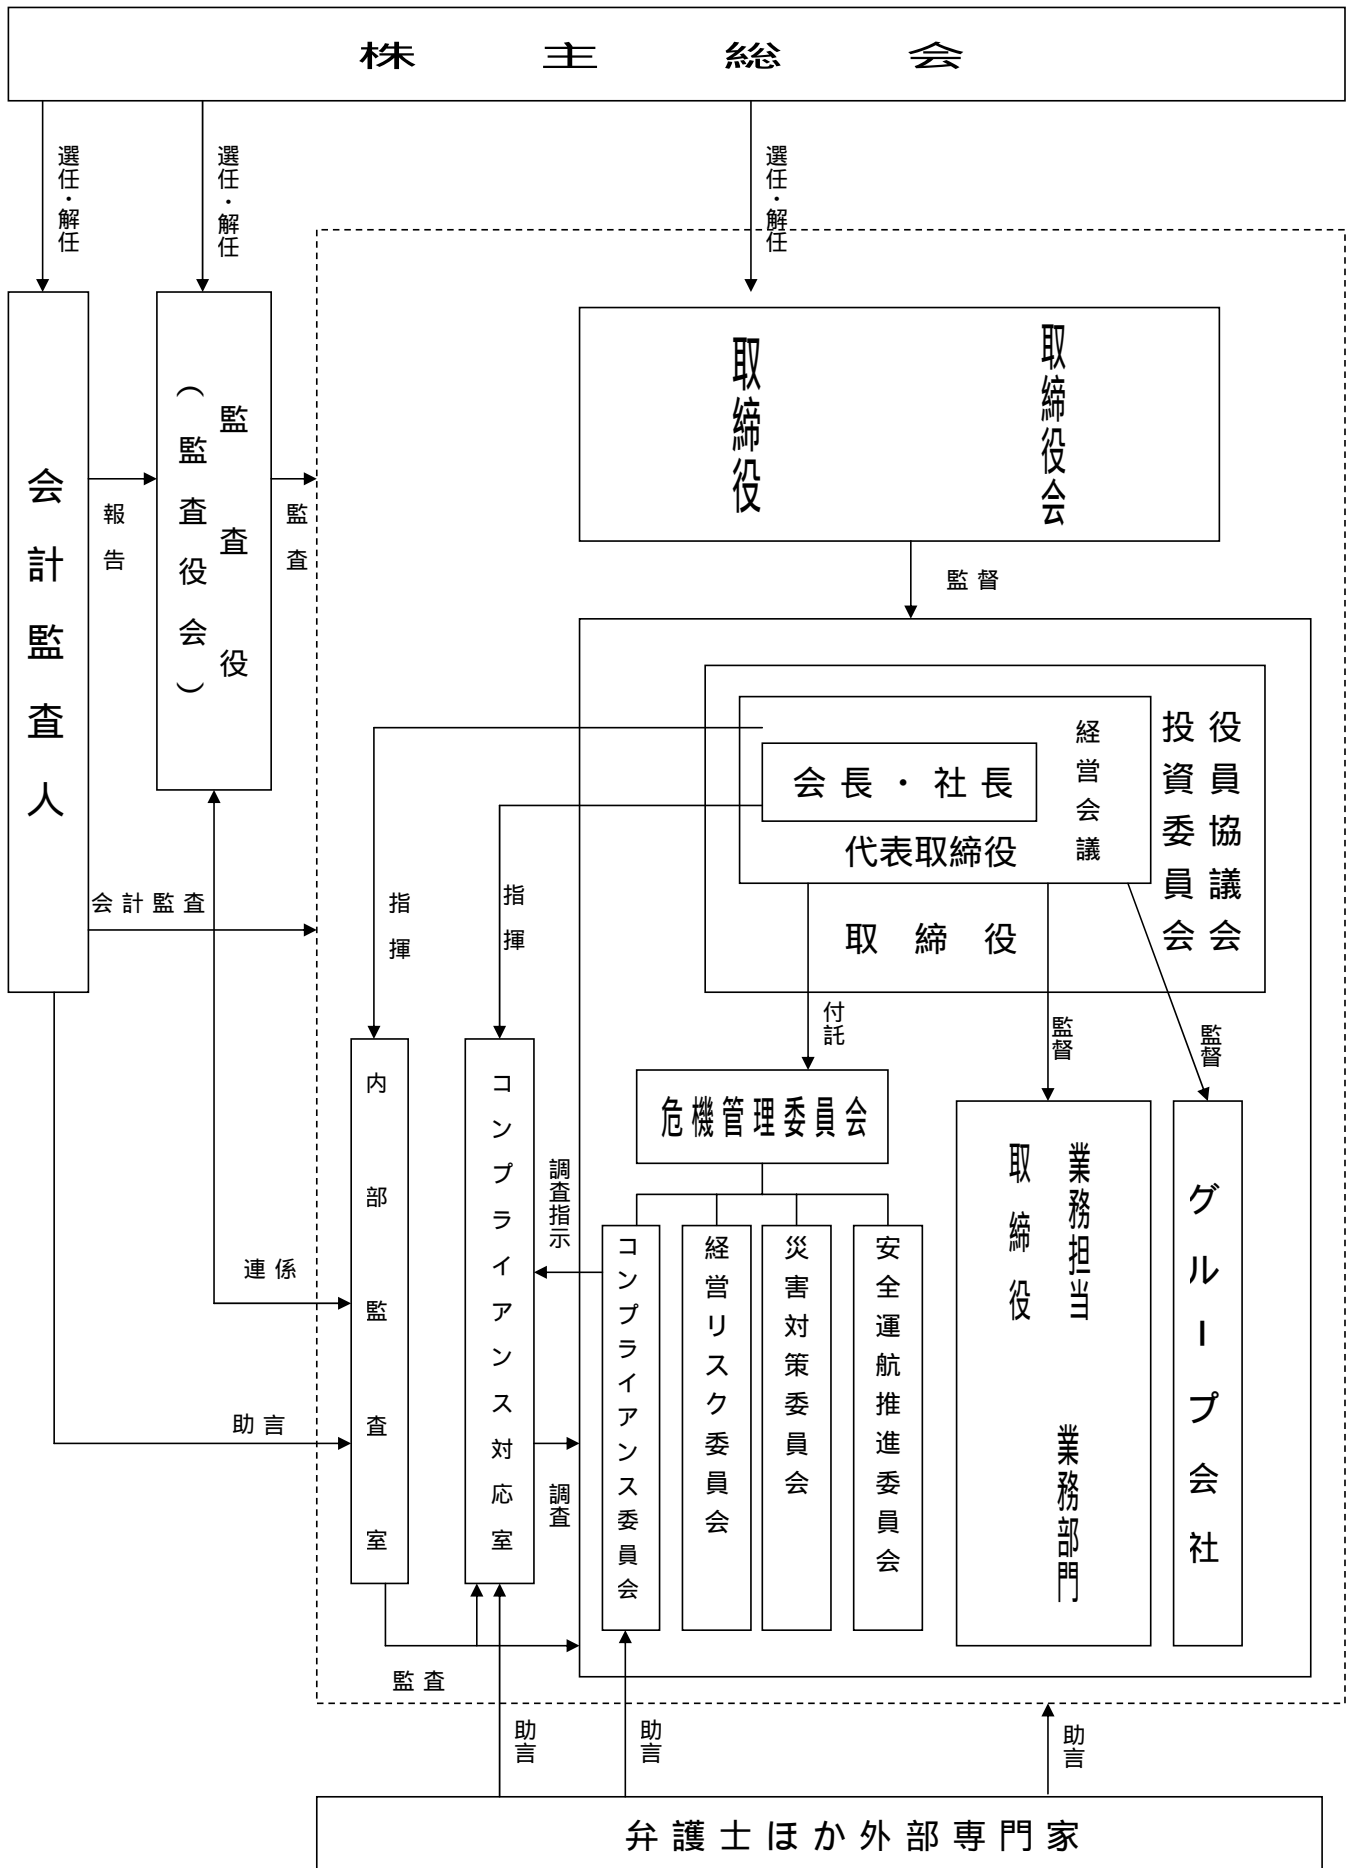 株主総会
選任・解任
選任・解任
選任・解任
会計監査人
監査役
（監査役会）
報告
監査
会計監査
取締役
取締役会
監督
役員協議会
投資委員会
経営会議
会長・社長
代表取締役
取締役
指揮
指揮
付託
監督
監督
内部監査室
コンプライアンス対応室
危機管理委員会
調査指示
コンプライアンス委員会
経営リスク委員会
災害対策委員会
安全運航推進委員会
業務担当
取締役
業務部門
グループ会社
連係
助言
調査
監査
助言
助言
助言
弁護士ほか外部専門家